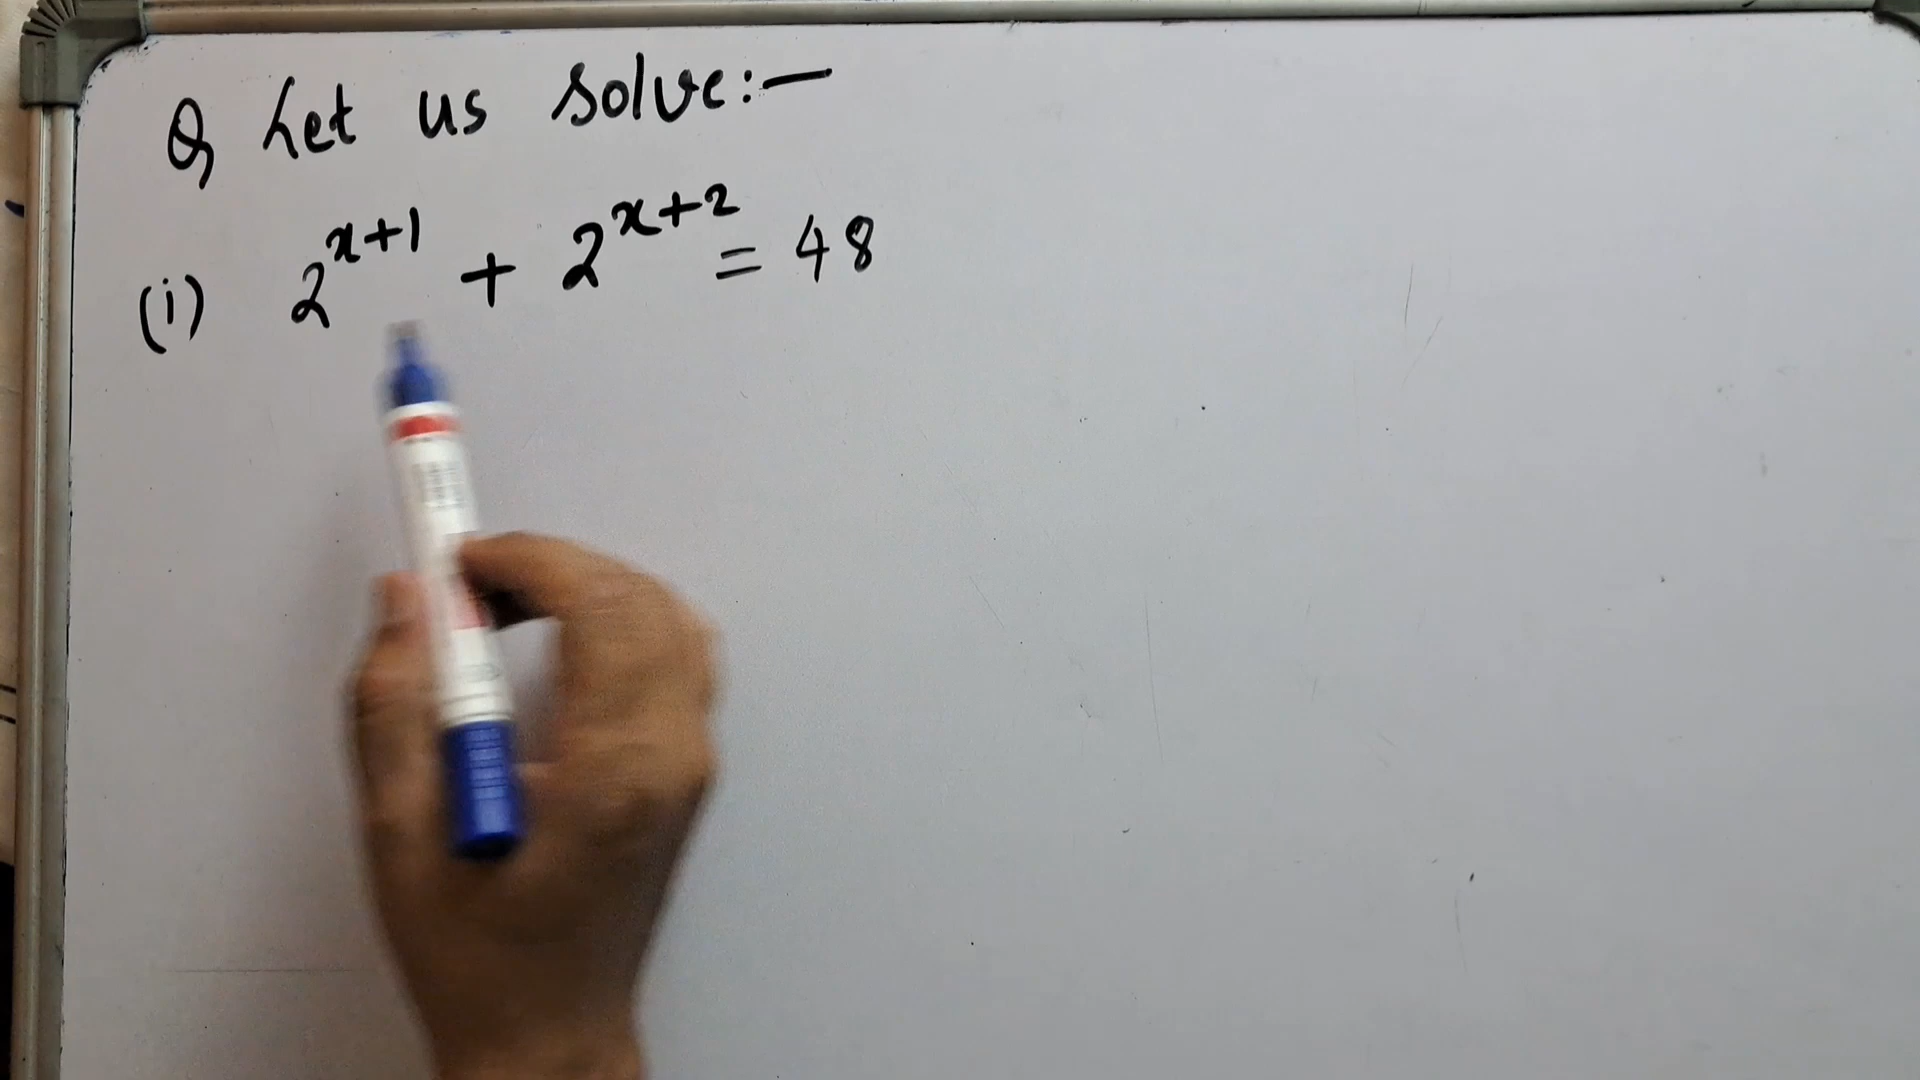 Q Let us solve:—
(i) 2^{x+1} + 2^{x+2} = 48